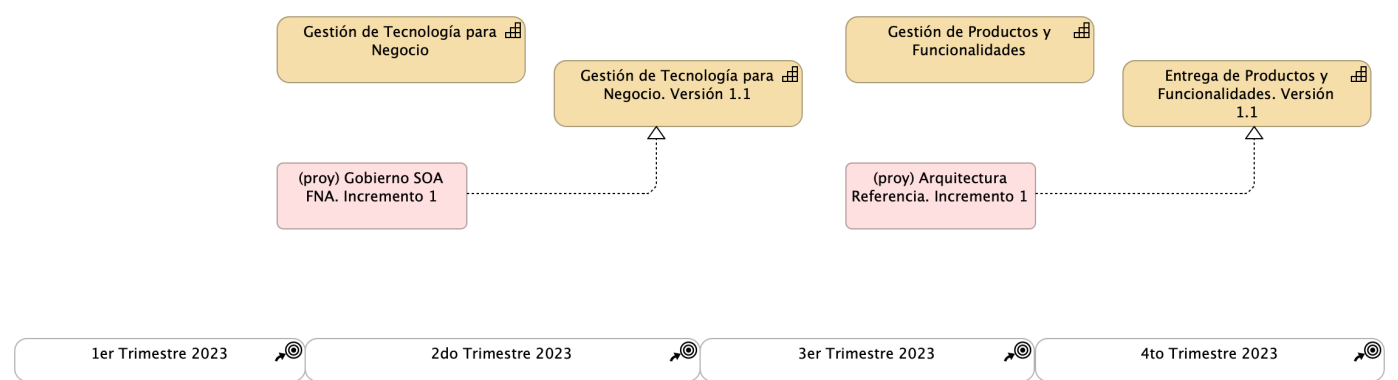 Gestión de Tecnología para
Negocio
Gestión de Tecnología para
Negocio. Versión 1.1
Gestión de Productos y
Funcionalidades
Entrega de Productos y
Funcionalidades. Versión
1.1
(proy) Gobierno SOA
FNA. Incremento 1
(proy) Arquitectura
Referencia. Incremento 1
1er Trimestre 2023
2do Trimestre 2023
3er Trimestre 2023
4to Trimestre 2023